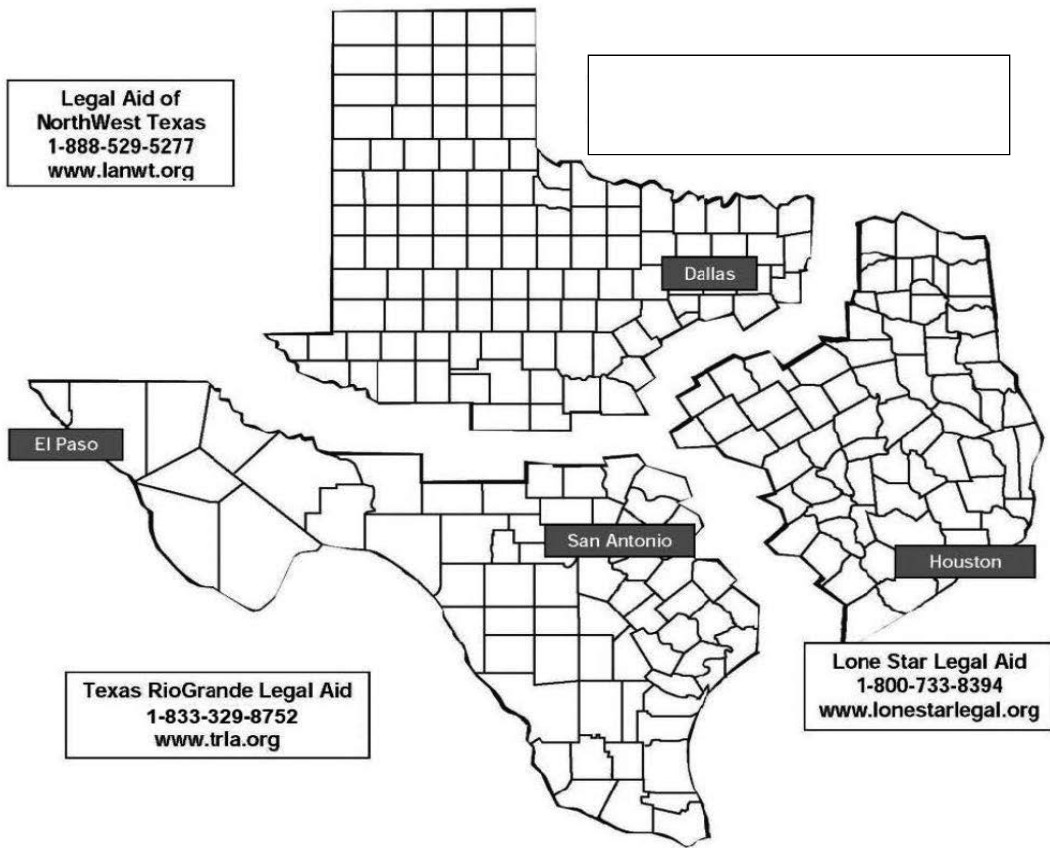 Legal Aid of
NorthWest Texas
1-888-529-5277
www.lanwt.org
Dallas
El Paso
San Antonio
Houston
Texas RioGrande Legal Aid
1-833-329-8752
www.trla.org
Lone Star Legal Aid
1-800-733-8394
www.lonestarlegal.org